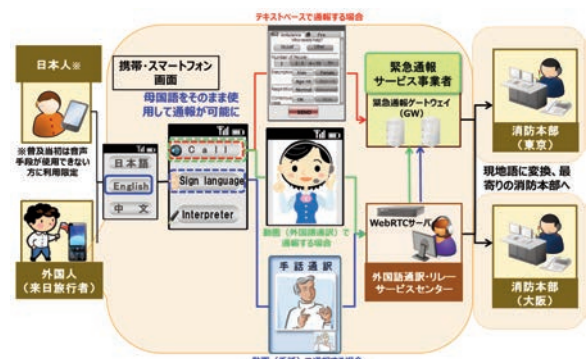 テキストベースで通報する場合
日本人※
※普及当初は音声
手段が使用できない
方に利用限定
外国人
(来日旅行者)
携帯・スマートフォン
画面
母国語をそのまま使
用して通報が可能に
日本語
English
中 文
Call
Sign language
Interpreter
動画(外国語通訳)で
通報する場合
手話通訳
緊急通報
サービス事業者
緊急通報ゲートウェイ
(GW)
WebRTCサーバ
外国語通訳・リレー
サービスセンター
消防本部
(東京)
現地語に変換、最
寄りの消防本部へ
消防本部
(大阪)